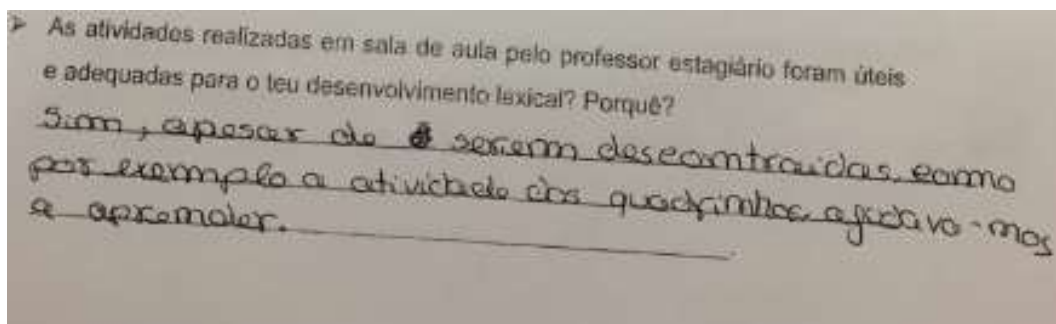 ➤ As atividades realizadas em sala de aula pelo professor estagiário foram úteis
e adequadas para o teu desenvolvimento lexical? Porquê?
Sim, apesar de serem descontraídas, como
por exemplo a atividade dos quadrinhos, ajudava-nos
a aprender.